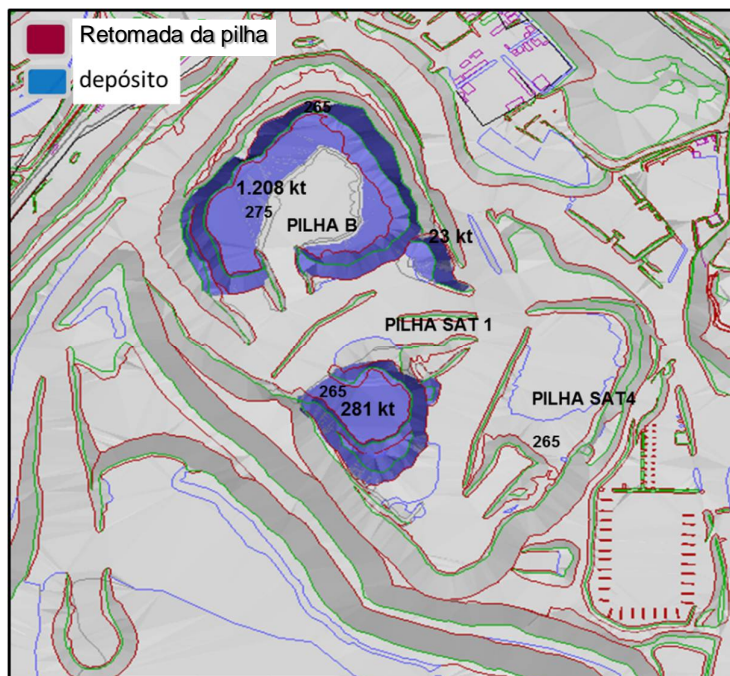 Retomada da pilha
depósito
265
1.208 kt
275
PILHA B
23 kt
PILHA SAT 1
265
281 kt
PILHA SAT4
265